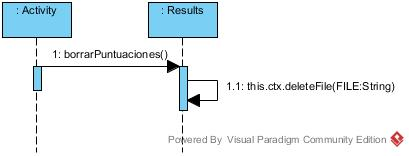 : Activity
: Results
1: borrarPuntuaciones()
1.1: this.ctx.deleteFile(FILE:String)
Powered By Visual Paradigm Community Edition